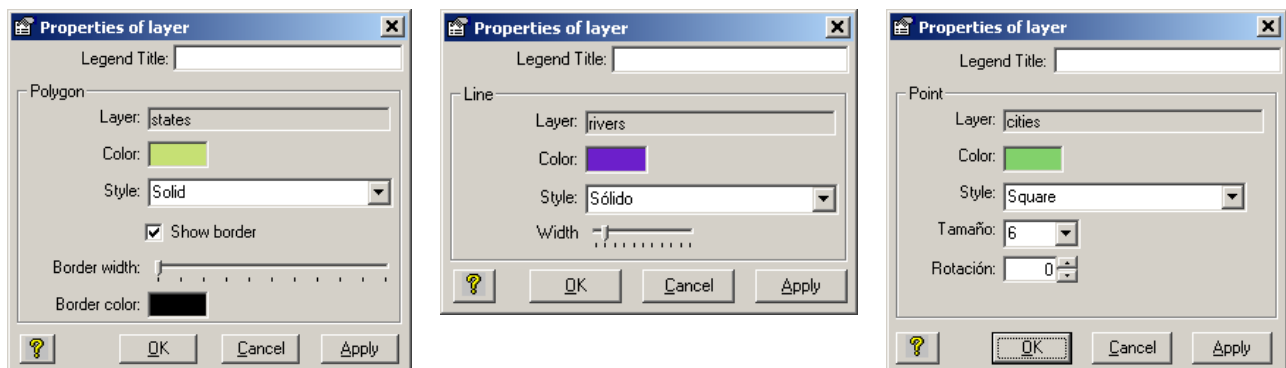 Properties of layer
Legend Title:
Polygon
Layer: states
Color:
Style: Solid
Show border
Border width:
Border color:
OK Cancel Apply
Properties of layer
Legend Title:
Line
Layer: rivers
Color:
Style: Sólido
Width
OK Cancel Apply
Properties of layer
Legend Title:
Point
Layer: cities
Color:
Style: Square
Tamaño: 6
Rotación: 0
OK Cancel Apply